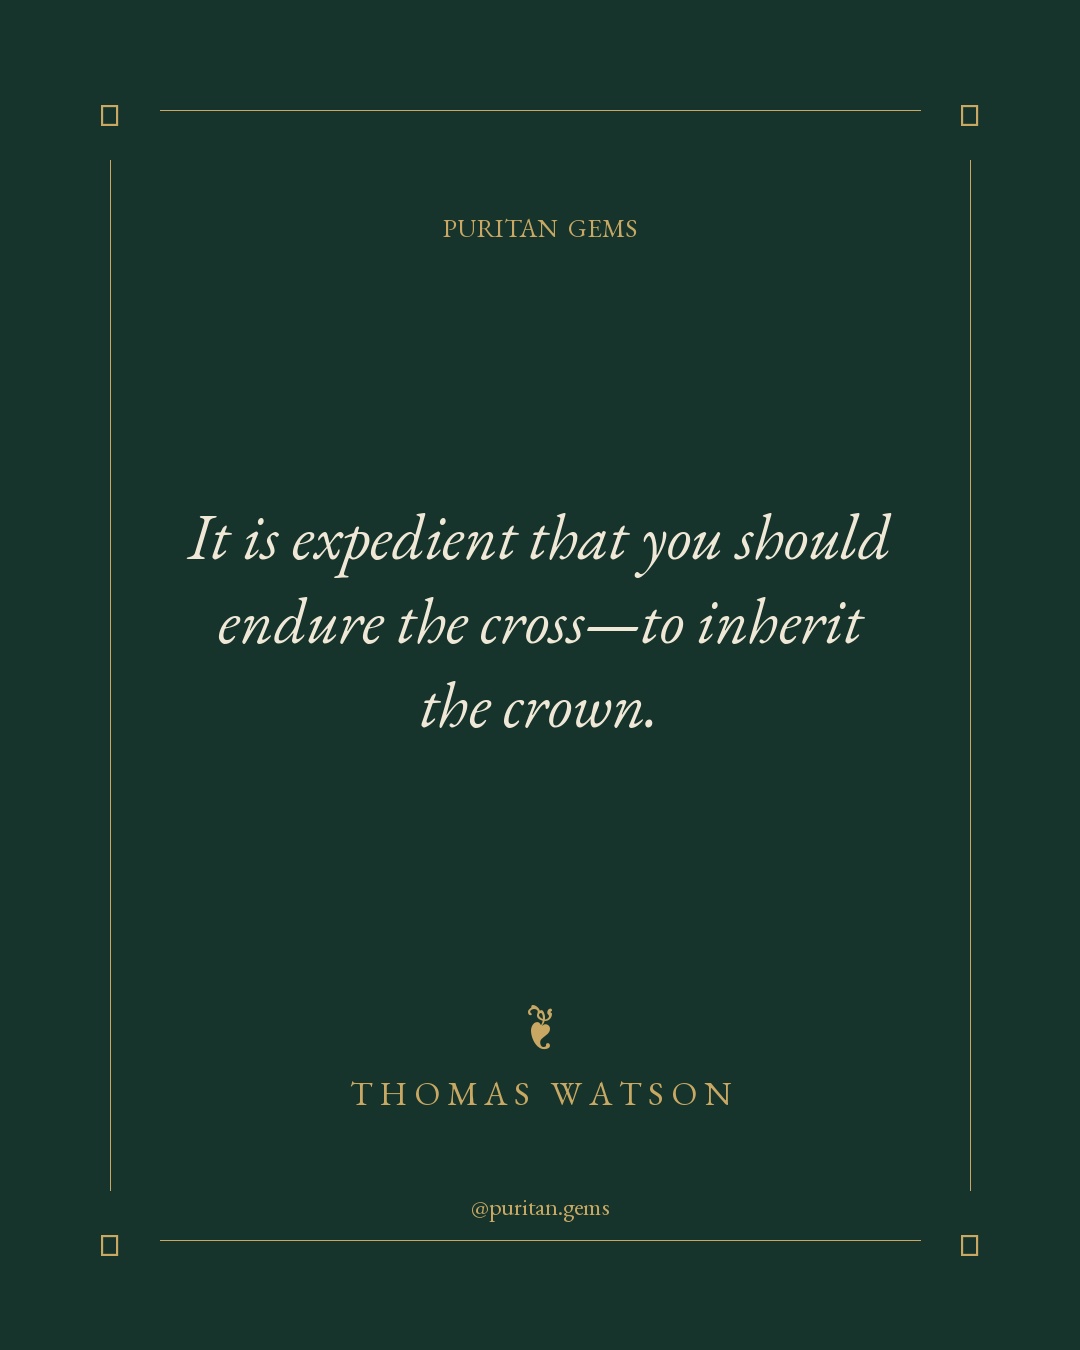 PURITAN GEMS
It is expedient that you should
endure the cross—to inherit
the crown.
❦
THOMAS WATSON
@puritan.gems